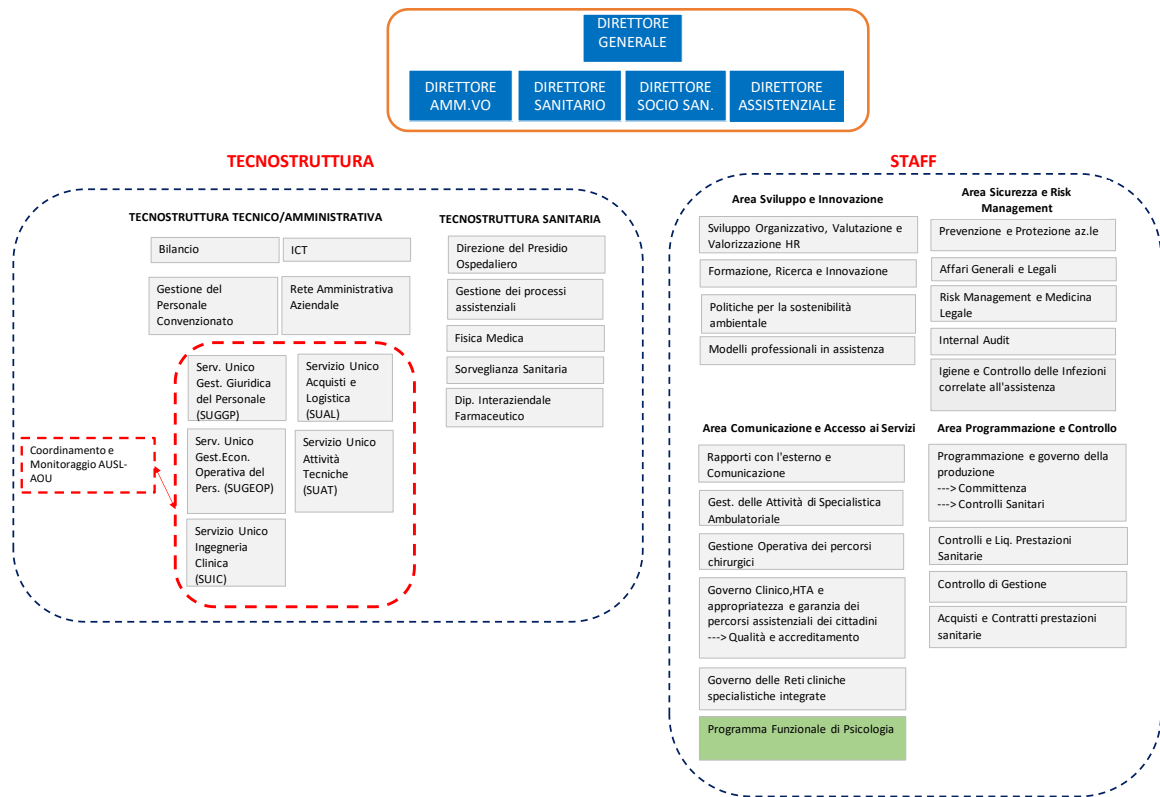 DIRETTORE
GENERALE
DIRETTORE
AMM.VO
DIRETTORE
SANITARIO
DIRETTORE
SOCIO SAN.
DIRETTORE
ASSISTENZIALE
TECNOSTRUTTURA
TECNOSTRUTTURA TECNICO/AMMINISTRATIVA
Bilancio
ICT
Gestione del
Personale
Convenzionato
Rete Amministrativa
Aziendale
Serv. Unico
Gest. Giuridica
del Personale
(SUGGP)
Servizio Unico
Acquisti e
Logistica (SUAL)
Serv. Unico
Gest.Econ.
Operativa del
Pers. (SUGEOP)
Servizio Unico
Attività
Tecniche
(SUAT)
Servizio Unico
Ingegneria
Clinica
(SUIC)
Coordinamento e
Monitoraggio AUSL-
AOU
TECNOSTRUTTURA SANITARIA
Direzione del Presidio
Ospedaliero
Gestione dei processi
assistenziali
Fisica Medica
Sorveglianza Sanitaria
Dip. Interaziendale
Farmaceutico
STAFF
Area Sviluppo e Innovazione
Sviluppo Organizzativo, Valutazione e
Valorizzazione HR
Formazione, Ricerca e Innovazione
Politiche per la sostenibilità
ambientale
Modelli professionali in assistenza
Area Sicurezza e Risk
Management
Prevenzione e Protezione az.le
Affari Generali e Legali
Risk Management e Medicina
Legale
Internal Audit
Igiene e Controllo delle Infezioni
correlate all'assistenza
Area Comunicazione e Accesso ai Servizi
Rapporti con l'esterno e
Comunicazione
Gest. delle Attività di Specialistica
Ambulatoriale
Gestione Operativa dei percorsi
chirurgici
Governo Clinico,HTA e
appropriatezza e garanzia dei
percorsi assistenziali dei cittadini
---> Qualità e accreditamento
Governo delle Reti cliniche
specialistiche integrate
Programma Funzionale di Psicologia
Area Programmazione e Controllo
Programmazione e governo della
produzione
---> Committenza
---> Controlli Sanitari
Controlli e Liq. Prestazioni
Sanitarie
Controllo di Gestione
Acquisti e Contratti prestazioni
sanitarie